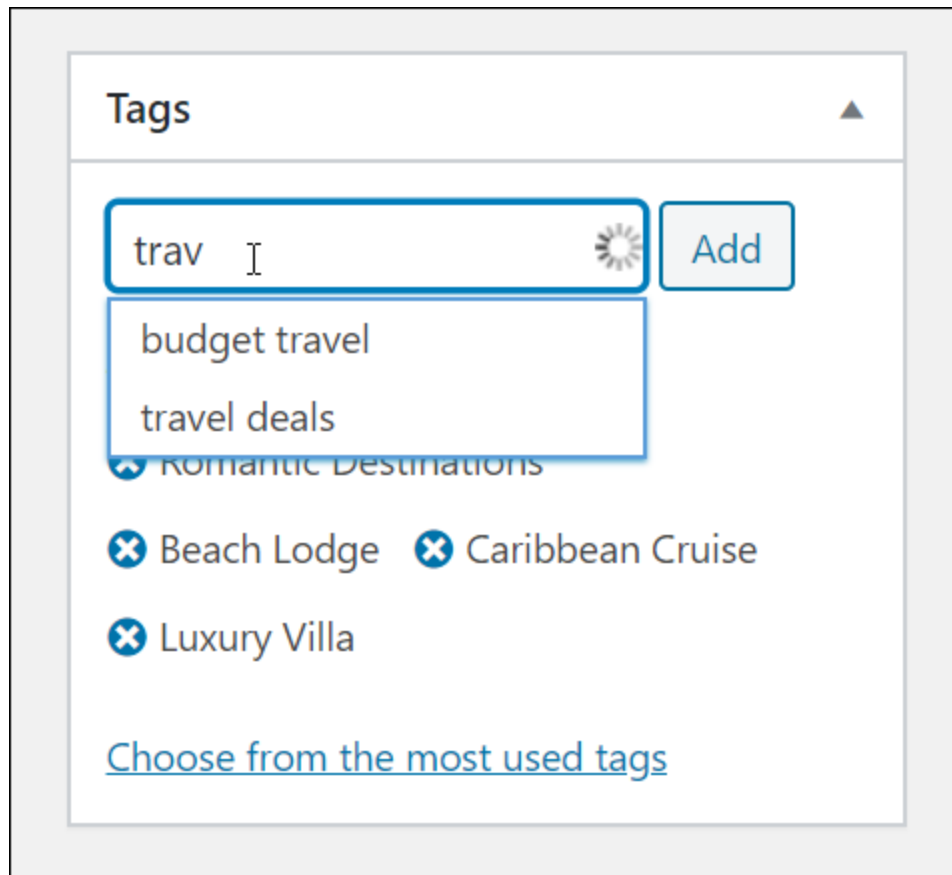 Tags
trav
Add
budget travel
travel deals
Romantic Destinations
Beach Lodge Caribbean Cruise
Luxury Villa
Choose from the most used tags